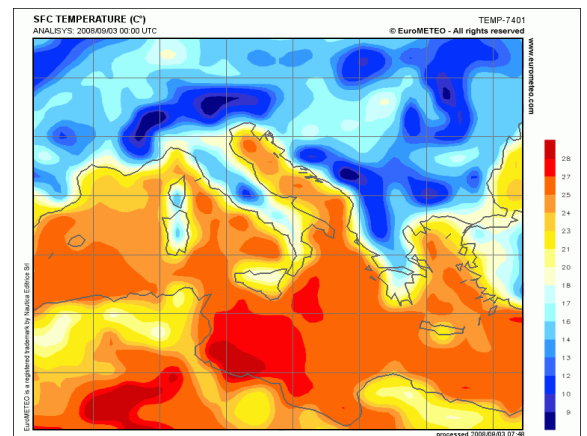 SFC TEMPERATURE (C°)
TEMP-7401
ANALISYS: 2008/09/03 00:00 UTC
© EuroMETEO - All rights reserved
www.eurometeo.com
EuroMETEO is a registered trademark by Nautica Editrice Srl
28
27
25
24
23
21
20
18
17
16
14
13
12
10
9
processed 2008/09/03 07:48